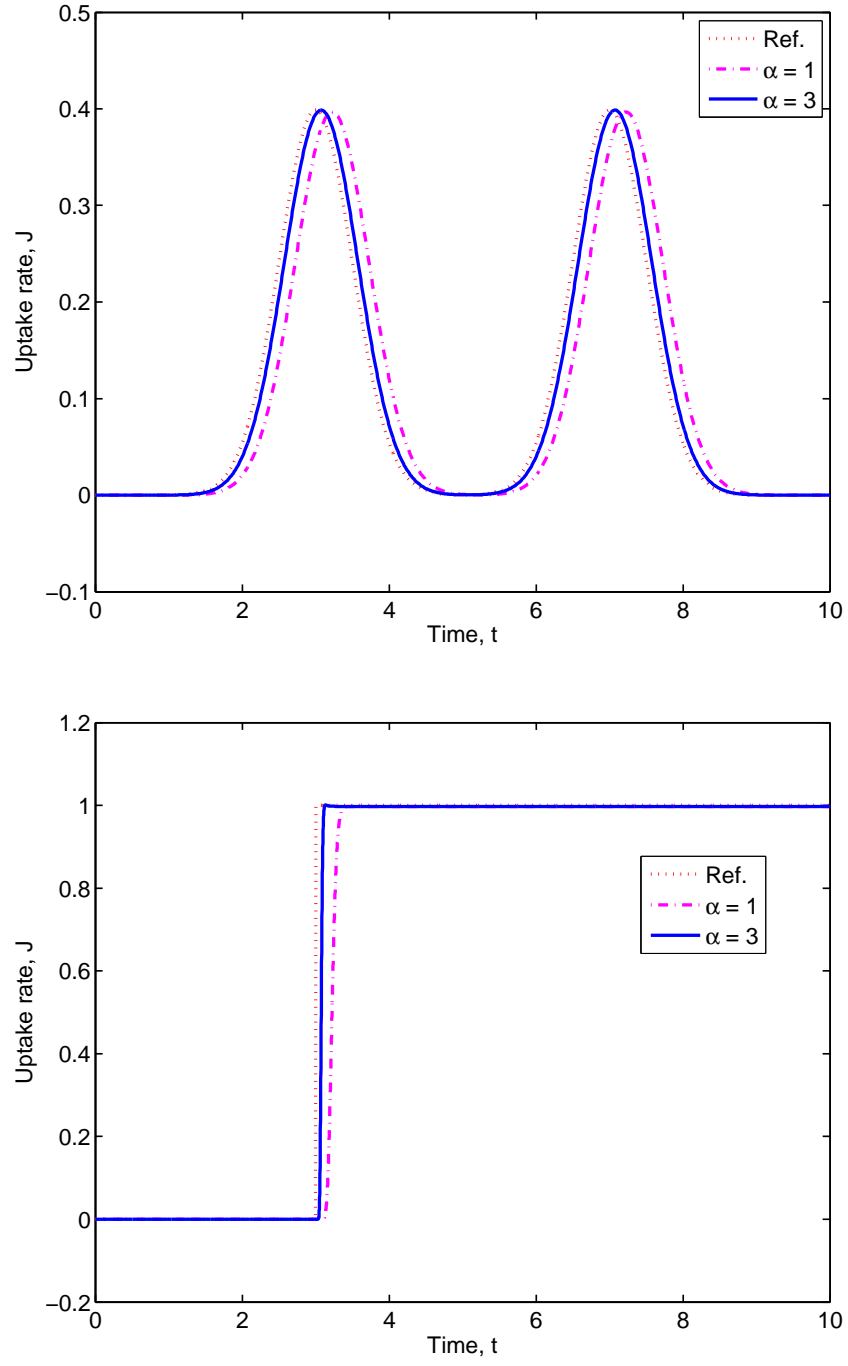 0.5
0.4
0.3
0.2
0.1
0
−0.1
Uptake rate, J
Ref.
α = 1
α = 3
0 2 4 6 8 10
Time, t
1.2
1
0.8
0.6
0.4
0.2
0
−0.2
Uptake rate, J
Ref.
α = 1
α = 3
0 2 4 6 8 10
Time, t